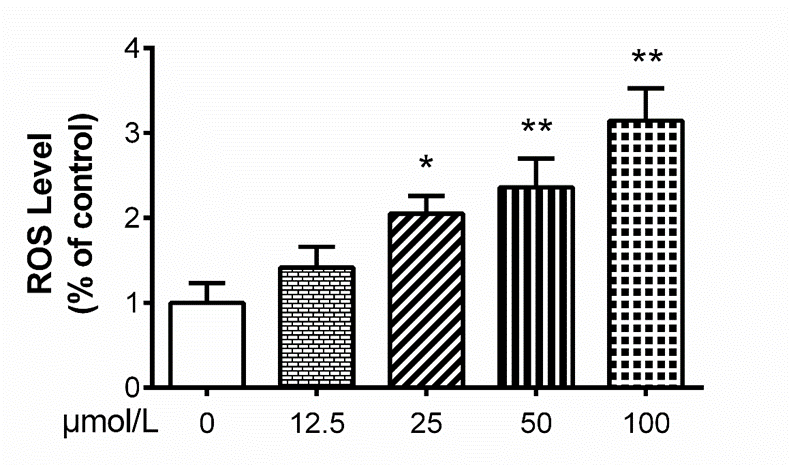 ROS Level
(% of control)
4
3
2
1
0
*
**
**
μmol/L 0 12.5 25 50 100